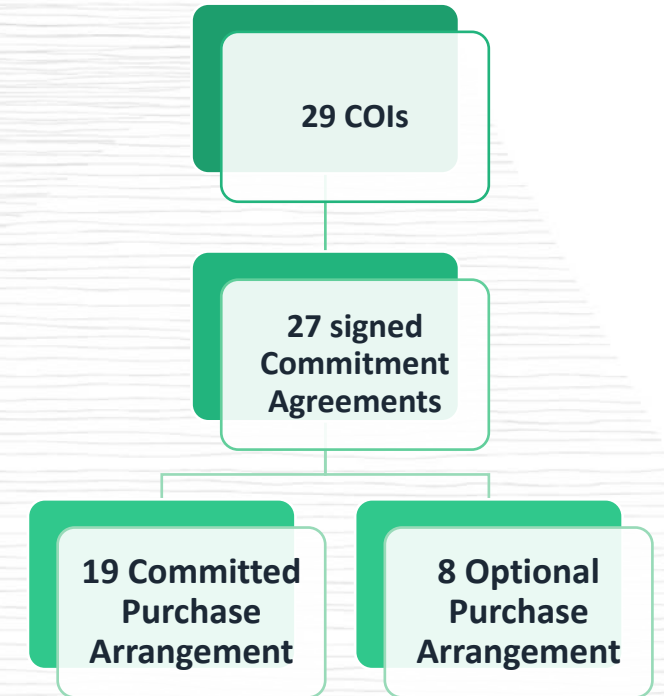 29 COIs
27 signed
Commitment
Agreements
19 Committed
Purchase
Arrangement
8 Optional
Purchase
Arrangement